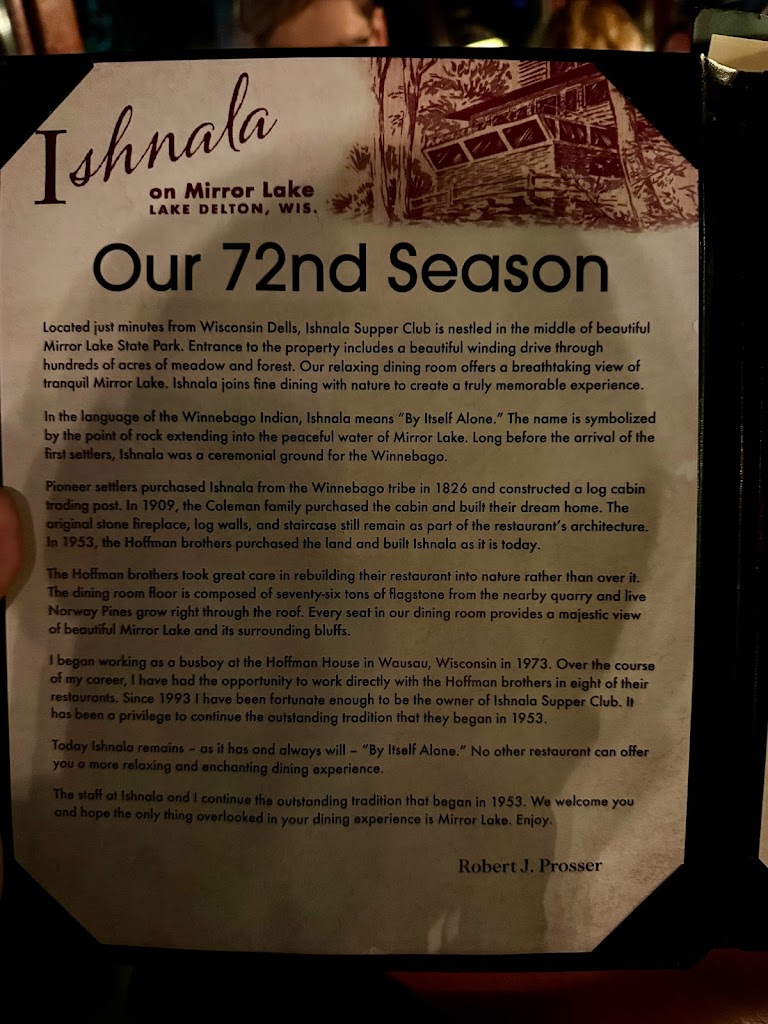 Ishnala
on Mirror Lake
LAKE DELTON, WIS.
Our 72nd Season
Located just minutes from Wisconsin Dells, Ishnala Supper Club is nestled in the middle of beautiful
Mirror Lake State Park. Entrance to the property includes a beautiful winding drive through
hundreds of acres of meadow and forest. Our relaxing dining room offers a breathtaking view of
tranquil Mirror Lake. Ishnala joins fine dining with nature to create a truly memorable experience.
In the language of the Winnebago Indian, Ishnala means “By Itself Alone.” The name is symbolized
by the point of rock extending into the peaceful water of Mirror Lake. Long before the arrival of the
first settlers, Ishnala was a ceremonial ground for the Winnebago.
Pioneer settlers purchased Ishnala from the Winnebago tribe in 1826 and constructed a log cabin
trading post. In 1909, the Coleman family purchased the cabin and built their dream home. The
original stone fireplace, log walls, and staircase still remain as part of the restaurant’s architecture.
In 1953, the Hoffman brothers purchased the land and built Ishnala as it is today.
The Hoffman brothers took great care in rebuilding their restaurant into nature rather than over it.
The dining room floor is composed of seventy-six tons of flagstone from the nearby quarry and live
Norway Pines grow right through the roof. Every seat in our dining room provides a majestic view
of beautiful Mirror Lake and its surrounding bluffs.
I began working as a busboy at the Hoffman House in Wausau, Wisconsin in 1973. Over the course
of my career, I have had the opportunity to work directly with the Hoffman brothers in eight of their
restaurants. Since 1993 I have been fortunate enough to be the owner of Ishnala Supper Club. It
has been a privilege to continue the outstanding tradition that they began in 1953.
Today Ishnala remains – as it has and always will – “By Itself Alone.” No other restaurant can offer
you a more relaxing and enchanting dining experience.
The staff at Ishnala and I continue the outstanding tradition that began in 1953. We welcome you
and hope the only thing overlooked in your dining experience is Mirror Lake. Enjoy.
Robert J. Prosser